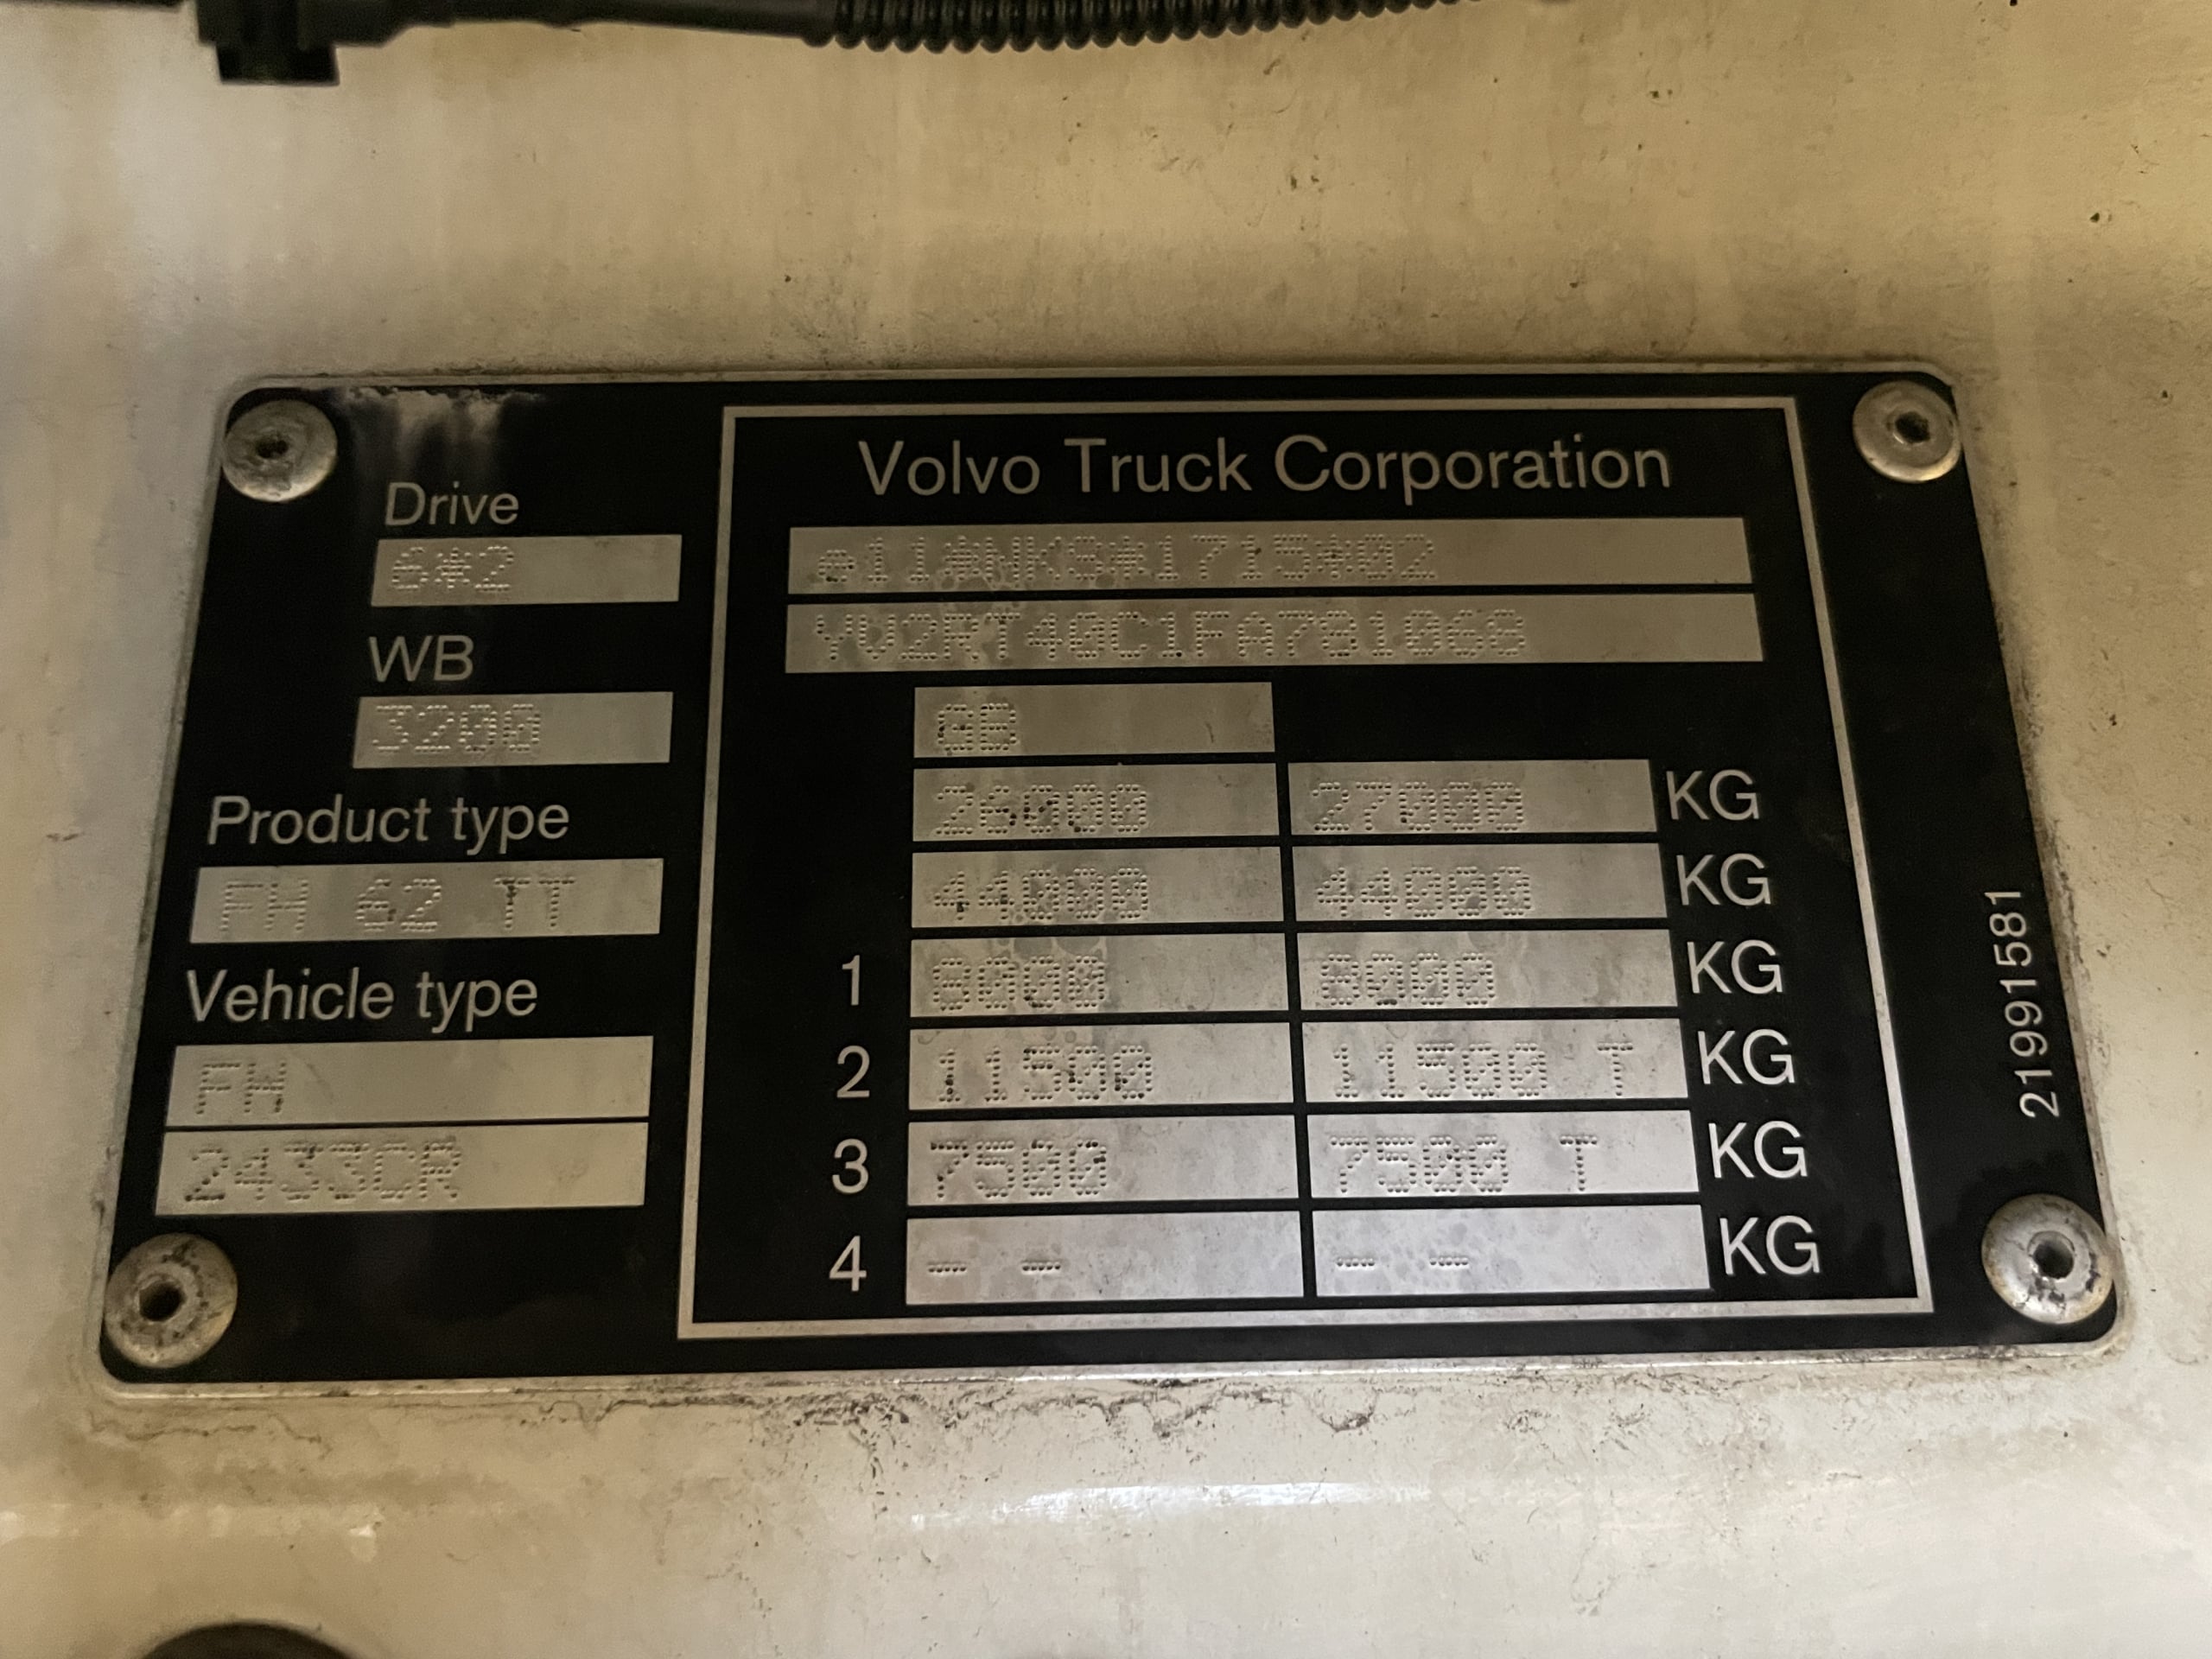 Drive
6*2
WB
3200
Product type
FH 62 TT
Vehicle type
FH
2433CR
Volvo Truck Corporation
e11*NKS*1715*02
YV2RT40C1FA781068
GB
26000 27000 KG
44000 44000 KG
1 8000 8000 KG
2 11500 11500 T KG
3 7500 7500 T KG
4 - - - - KG
21991581